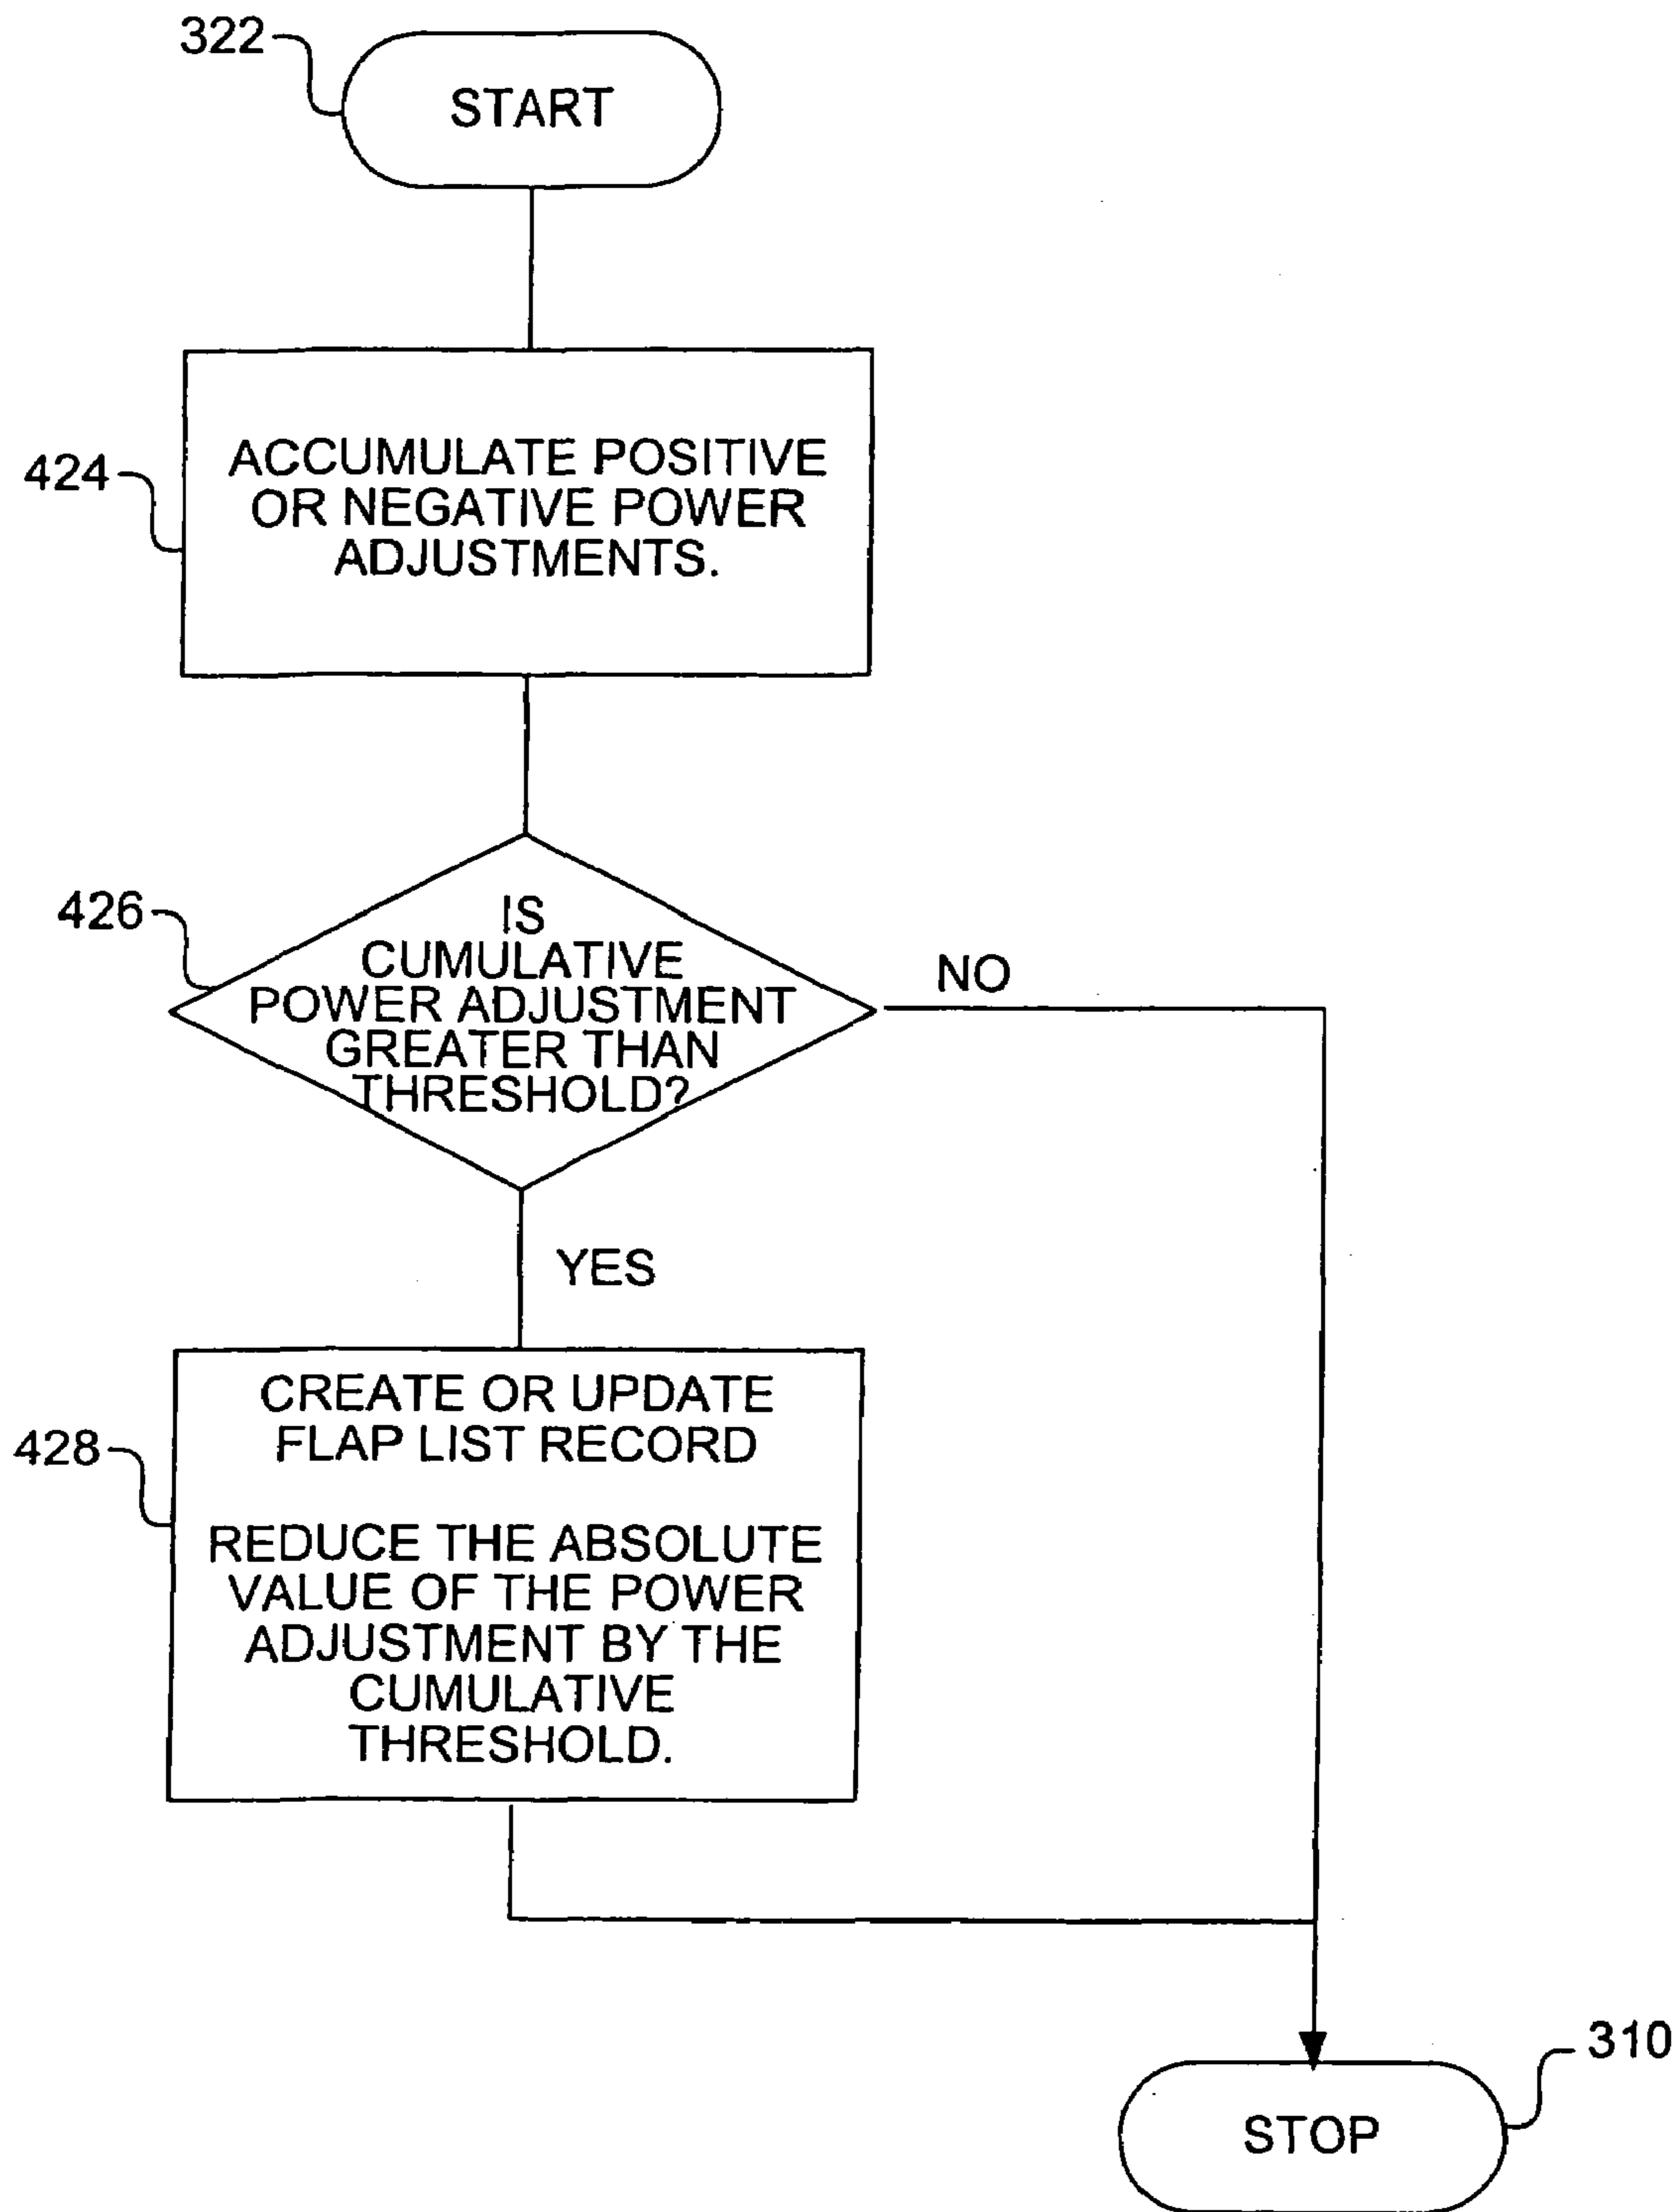 322
START
424
ACCUMULATE POSITIVE
OR NEGATIVE POWER
ADJUSTMENTS.
426
IS
CUMULATIVE
POWER ADJUSTMENT
GREATER THAN
THRESHOLD?
NO
YES
428
CREATE OR UPDATE
FLAP LIST RECORD
REDUCE THE ABSOLUTE
VALUE OF THE POWER
ADJUSTMENT BY THE
CUMULATIVE
THRESHOLD.
310
STOP